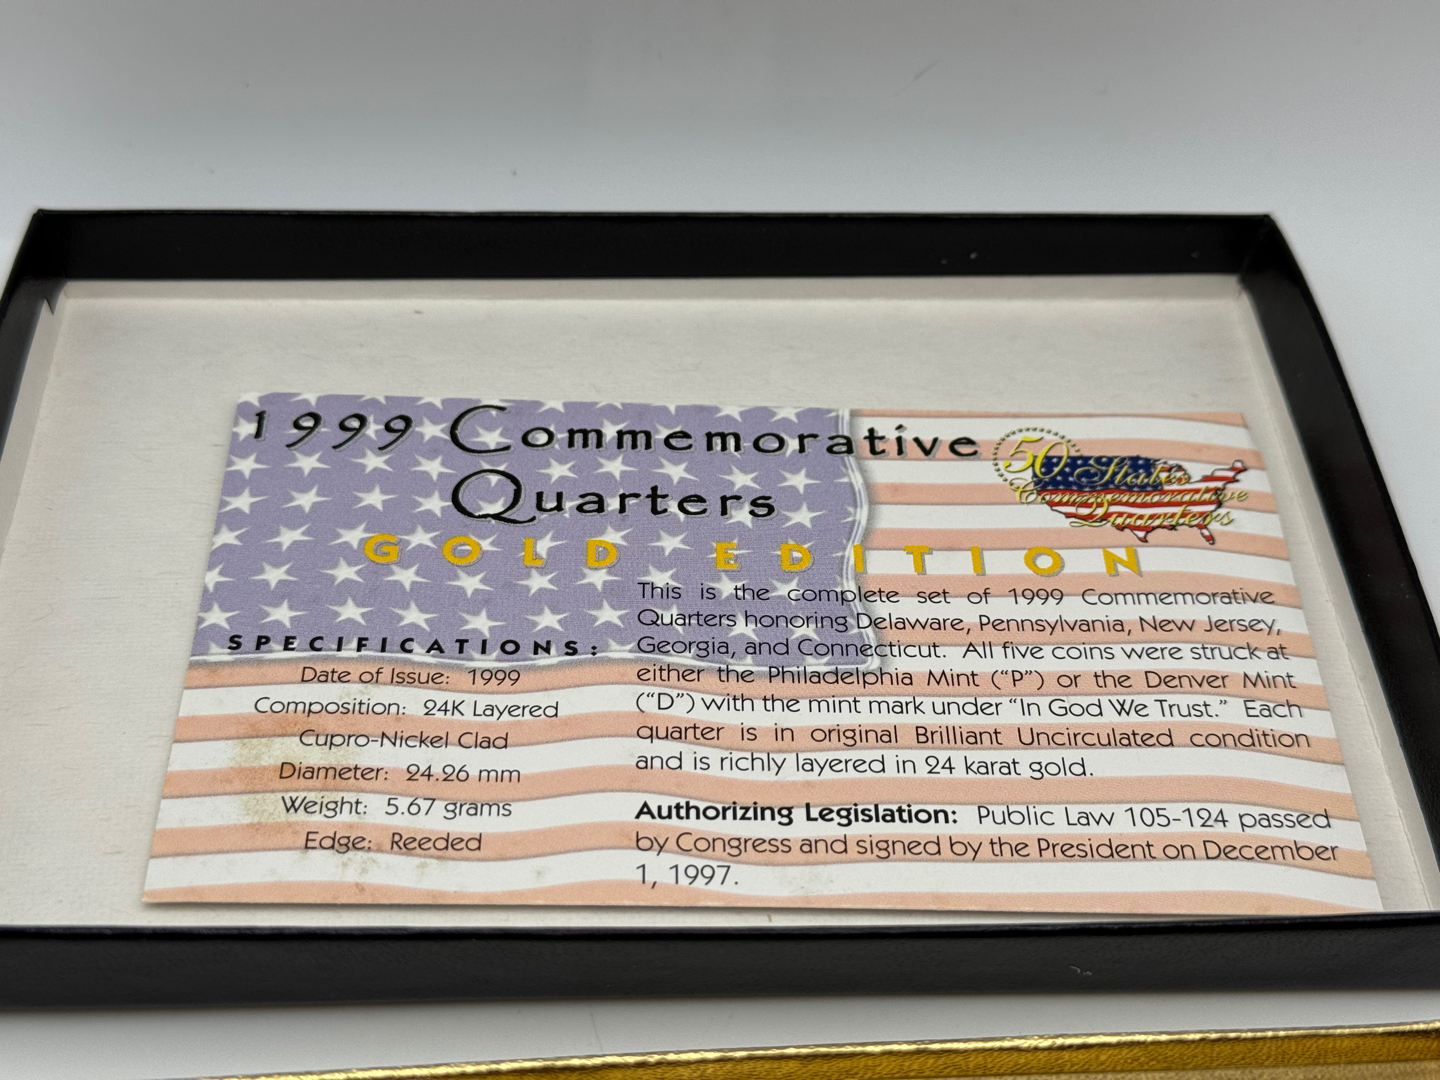 1999 Commemorative
Quarters
GOLD EDITION
50 States
Commemorative
Quarters
SPECIFICATIONS:
Date of Issue: 1999
Composition: 24K Layered
Cupro-Nickel Clad
Diameter: 24.26 mm
Weight: 5.67 grams
Edge: Reeded
This is the complete set of 1999 Commemorative
Quarters honoring Delaware, Pennsylvania, New Jersey,
Georgia, and Connecticut. All five coins were struck at
either the Philadelphia Mint ("P") or the Denver Mint
("D") with the mint mark under "In God We Trust." Each
quarter is in original Brilliant Uncirculated condition
and is richly layered in 24 karat gold.
Authorizing Legislation: Public Law 105-124 passed
by Congress and signed by the President on December
1, 1997.